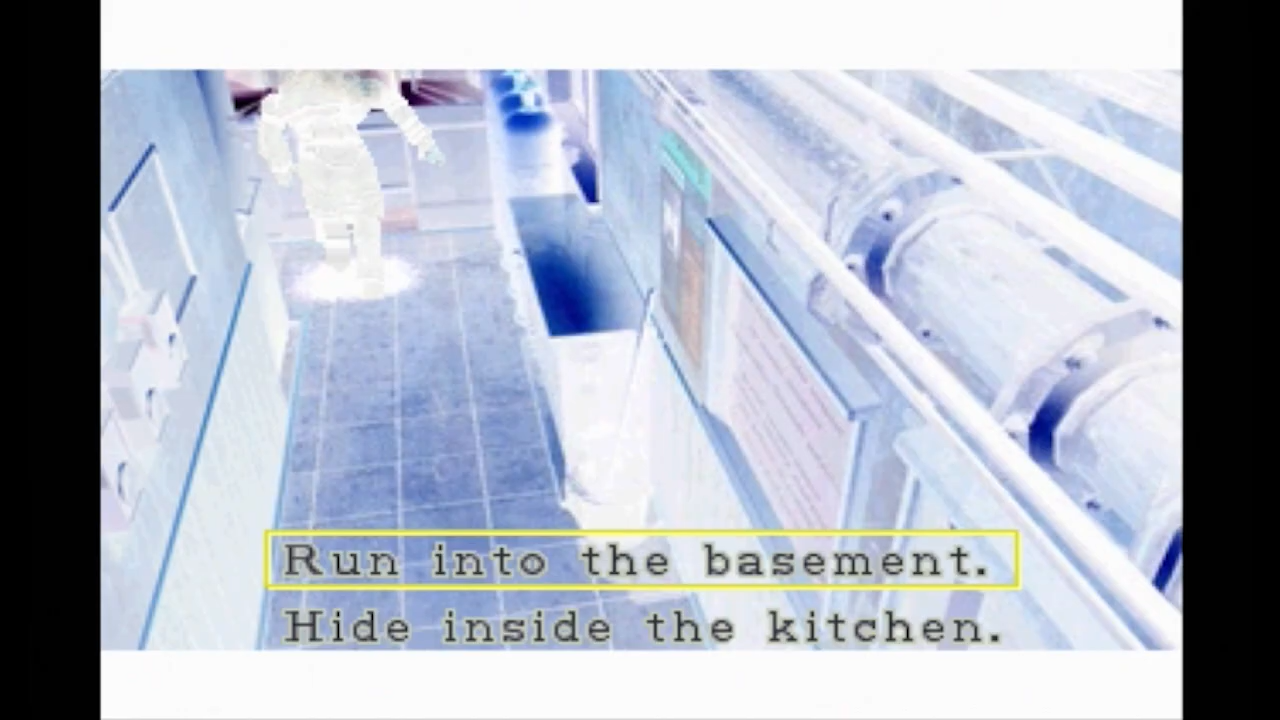 Run into the basement.
Hide inside the kitchen.